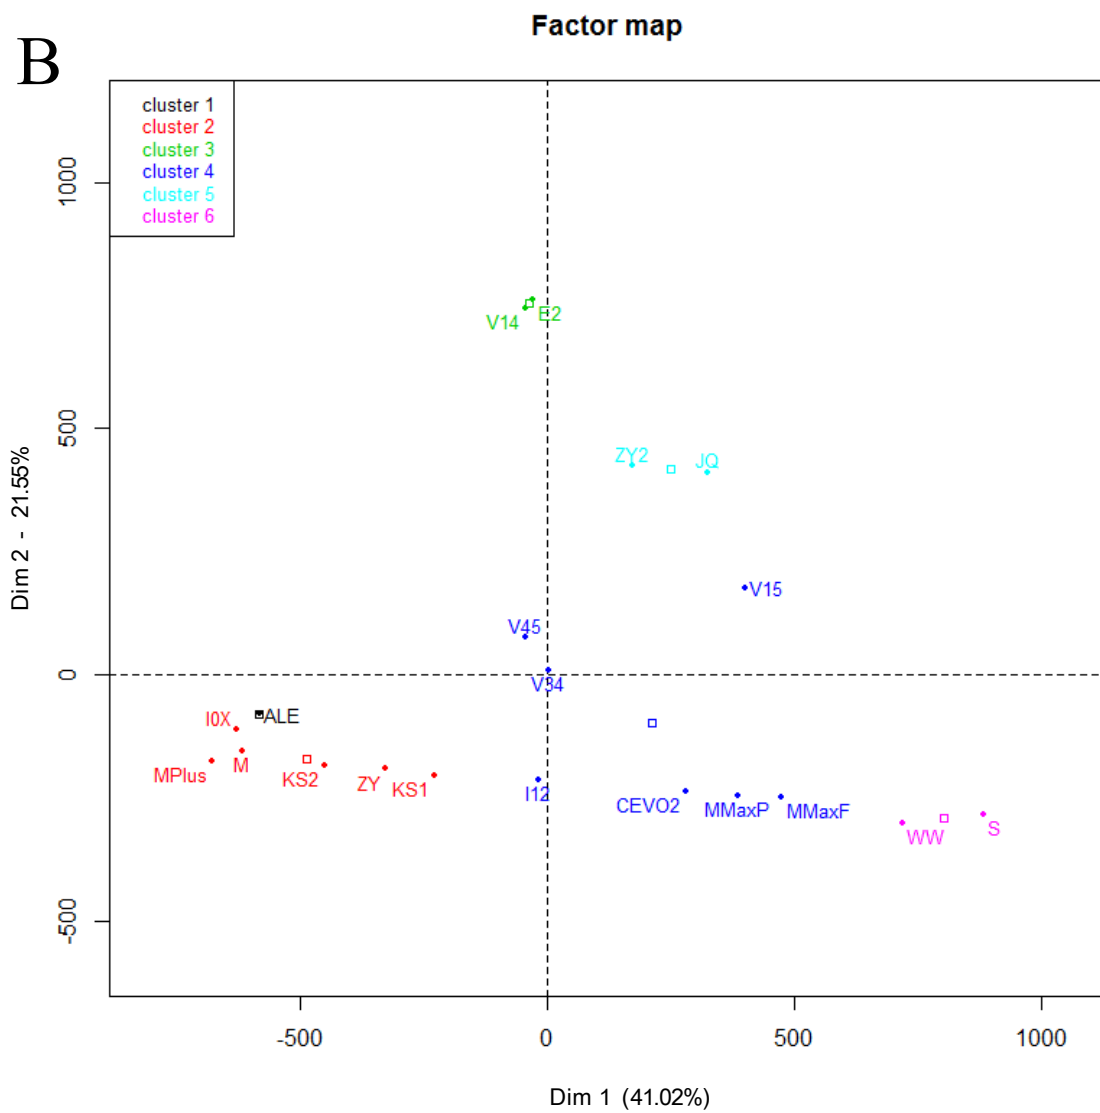 Factor map
B
cluster 1
cluster 2
cluster 3
cluster 4
cluster 5
cluster 6
1000
500
0
-500
Dim 2 - 21.55%
V14
E2
ZY2
JQ
V15
V45
V34
I0X
ALE
MPlus
M
KS2
ZY
KS1
I12
CEVO2
MMaxP
MMaxF
WW
S
-500
0
500
1000
Dim 1 (41.02%)